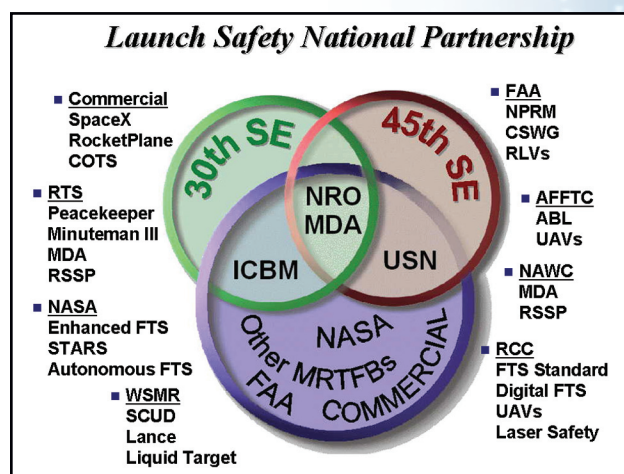 Launch Safety National Partnership
Commercial
SpaceX
RocketPlane
COTS
RTS
Peacekeeper
Minuteman III
MDA
RSSP
NASA
Enhanced FTS
STARS
Autonomous FTS
WSMR
SCUD
Lance
Liquid Target
30th SE
45th SE
NRO
MDA
ICBM
USN
NASA
Other MRTFBs
FAA COMMERCIAL
FAA
NPRM
CSWG
RLVs
AFFTC
ABL
UAVs
NAWC
MDA
RSSP
RCC
FTS Standard
Digital FTS
UAVs
Laser Safety